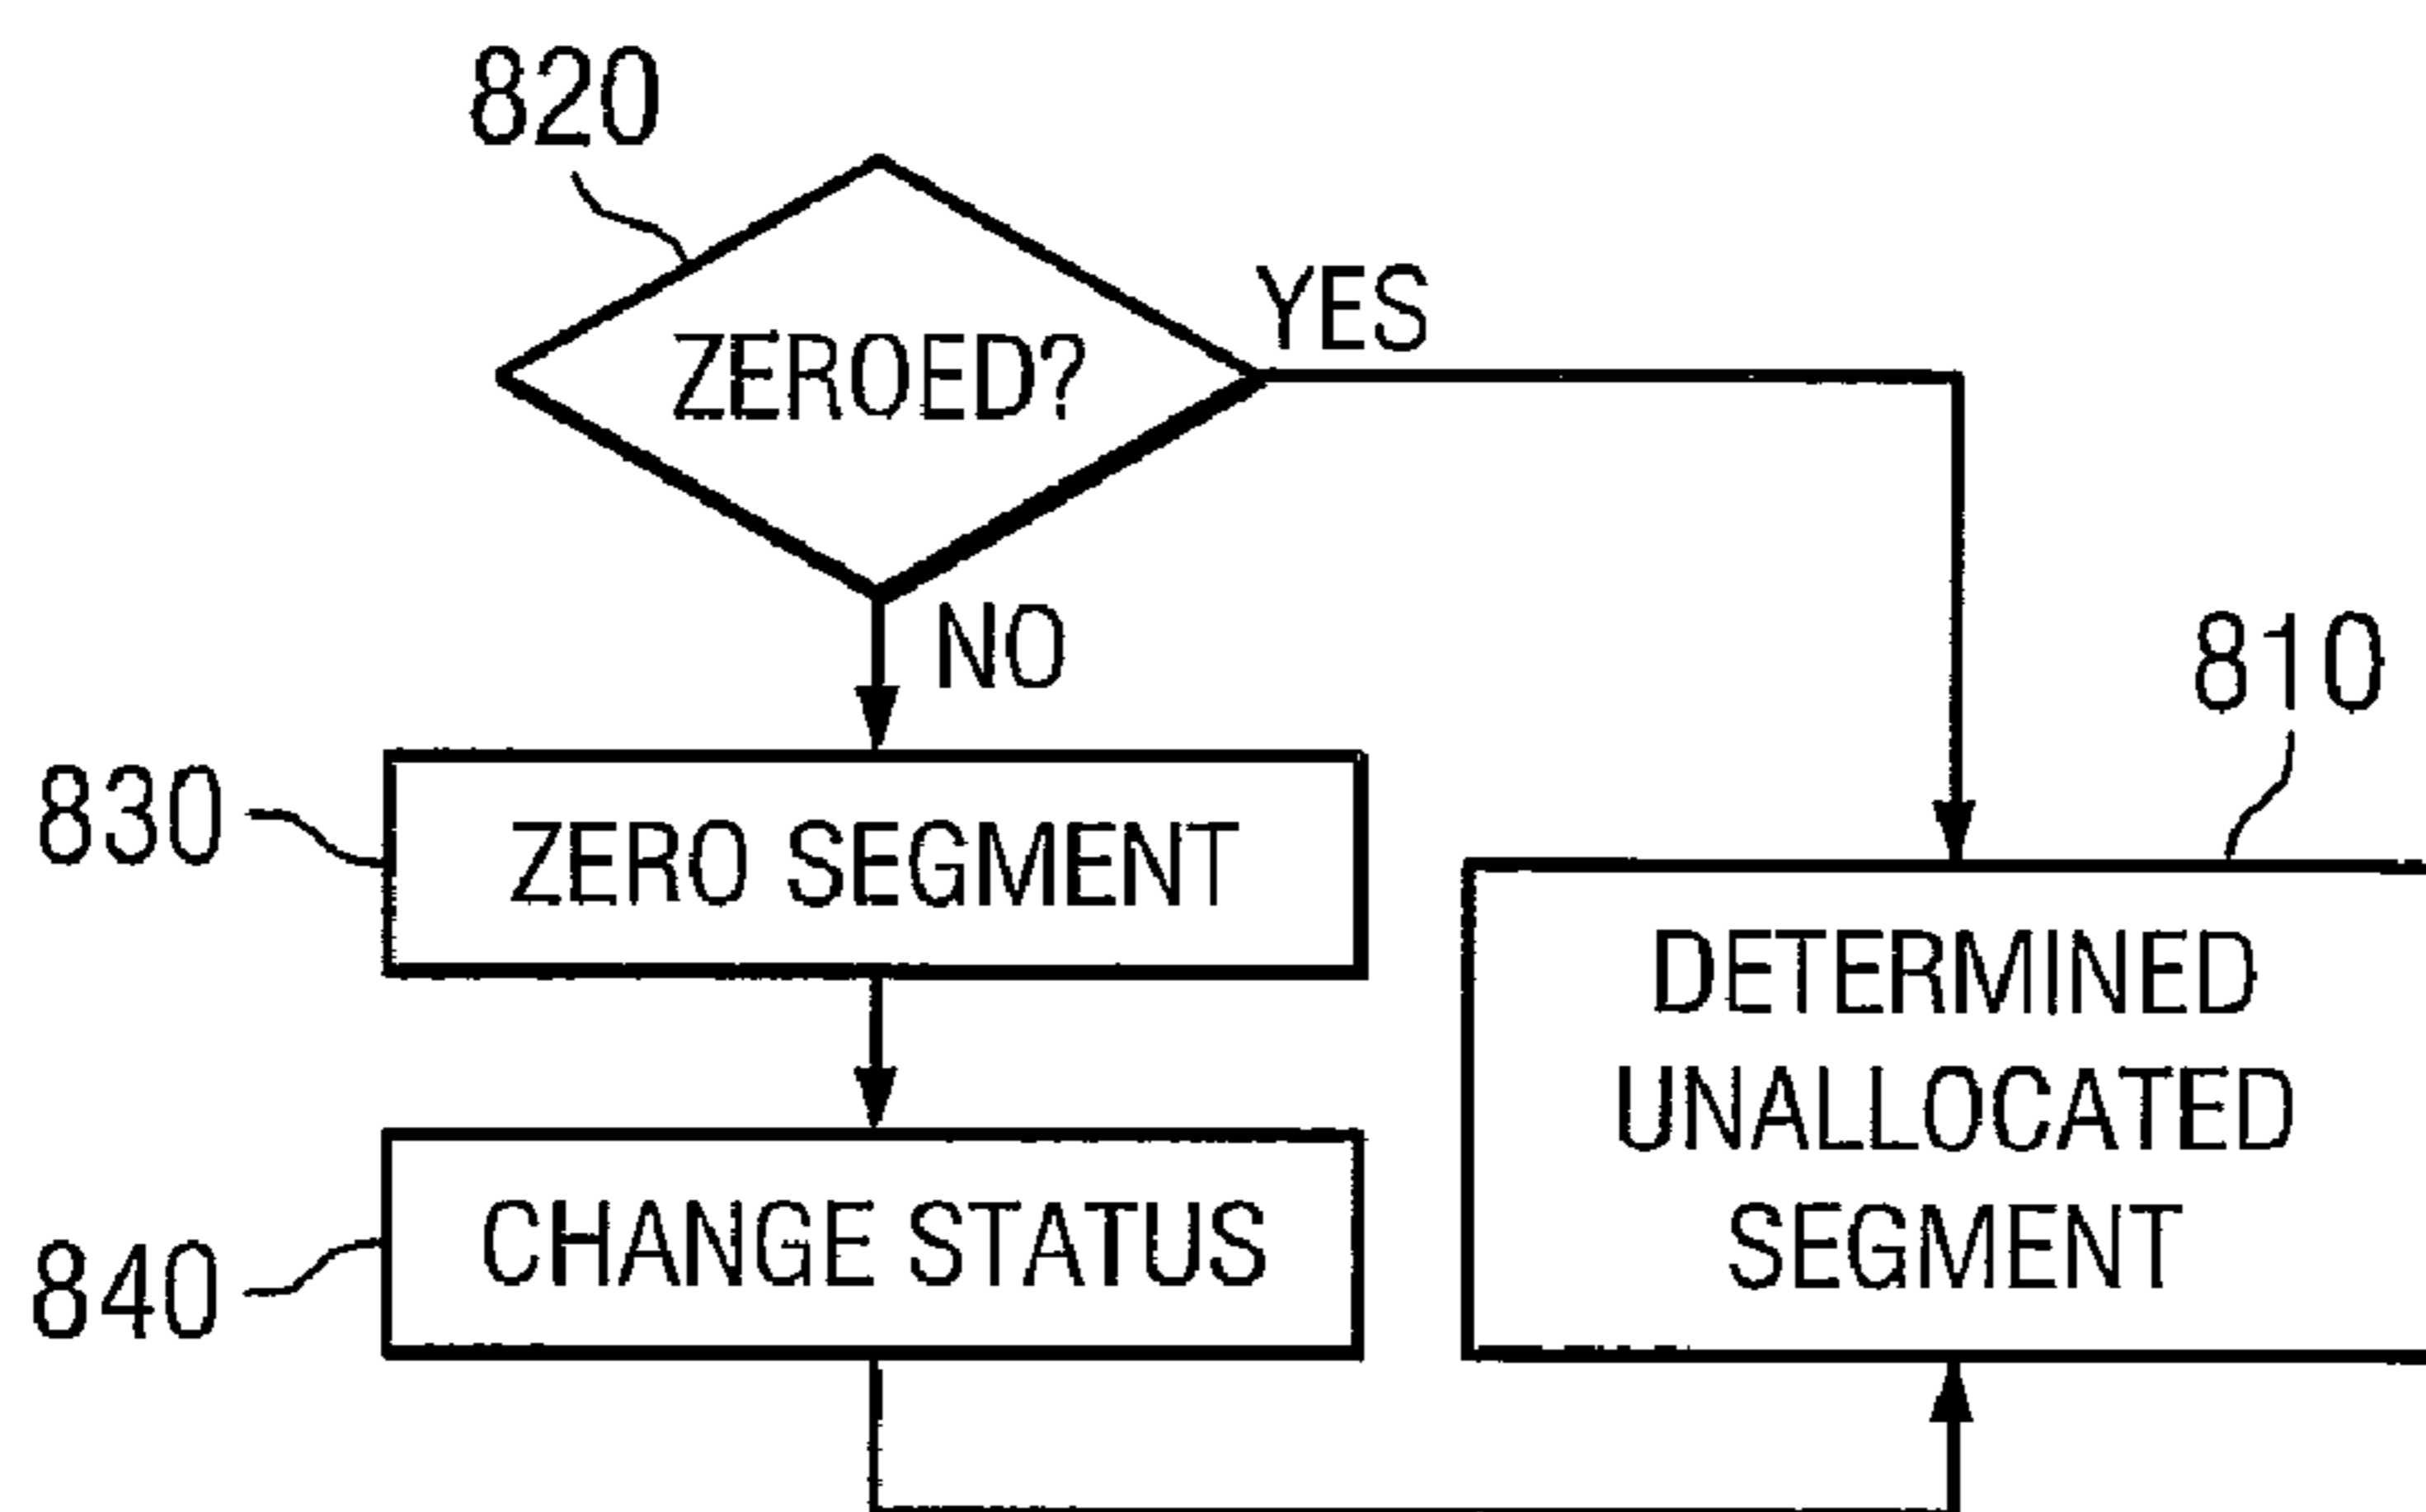 820
ZEROED?
YES
NO
810
830
ZERO SEGMENT
DETERMINED
UNALLOCATED
SEGMENT
CHANGE STATUS
840